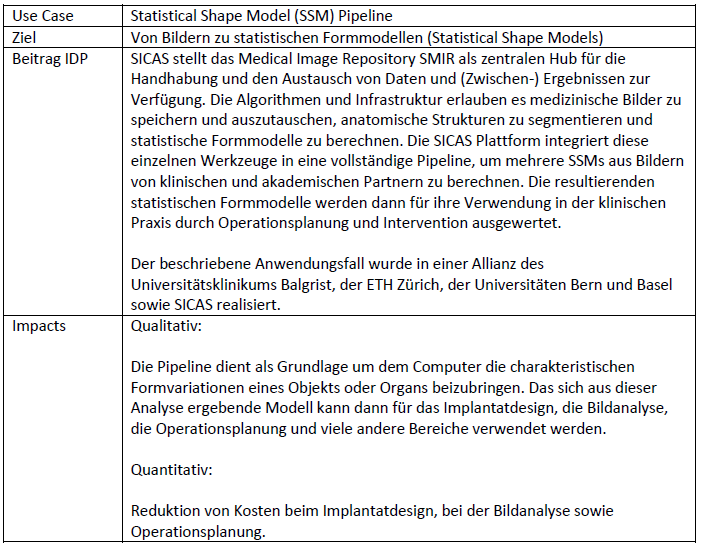 Use Case Statistical Shape Model (SSM) Pipeline
Ziel Von Bildern zu statistischen Formmodellen (Statistical Shape Models)
Beitrag IDP SICAS stellt das Medical Image Repository SMIR als zentralen Hub für die
Handhabung und den Austausch von Daten und (Zwischen-) Ergebnissen zur
Verfügung. Die Algorithmen und Infrastruktur erlauben es medizinische Bilder zu
speichern und auszutauschen, anatomische Strukturen zu segmentieren und
statistische Formmodelle zu berechnen. Die SICAS Plattform integriert diese
einzelnen Werkzeuge in eine vollständige Pipeline, um mehrere SSMs aus Bildern
von klinischen und akademischen Partnern zu berechnen. Die resultierenden
statistischen Formmodelle werden dann für ihre Verwendung in der klinischen
Praxis durch Operationsplanung und Intervention ausgewertet.
Der beschriebene Anwendungsfall wurde in einer Allianz des
Universitätsklinikums Balgrist, der ETH Zürich, der Universitäten Bern und Basel
sowie SICAS realisiert.
Impacts Qualitativ:
Die Pipeline dient als Grundlage um dem Computer die charakteristischen
Formvariationen eines Objekts oder Organs beizubringen. Das sich aus dieser
Analyse ergebende Modell kann dann für das Implantatdesign, die Bildanalyse,
die Operationsplanung und viele andere Bereiche verwendet werden.
Quantitativ:
Reduktion von Kosten beim Implantatdesign, bei der Bildanalyse sowie
Operationsplanung.